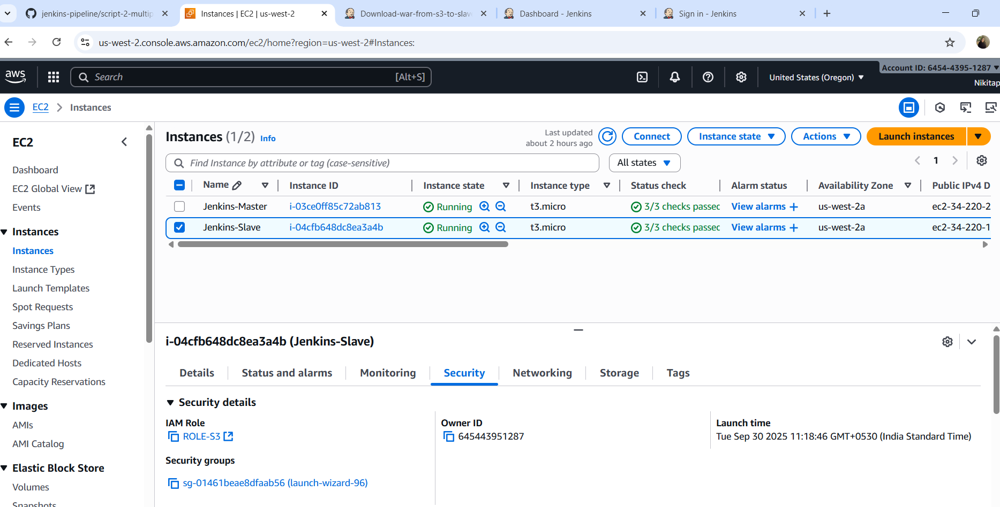 jenkins-pipeline/script-2-multip
Instances | EC2 | us-west-2
Download-war-from-s3-to-slav
Dashboard - Jenkins
Sign in - Jenkins
us-west-2.console.aws.amazon.com/ec2/home?region=us-west-2#Instances:
aws
Search
[Alt+S]
United States (Oregon)
Account ID: 6454-4395-1287
Nikitap
EC2
Instances
EC2
Dashboard
EC2 Global View
Events
Instances
Instances
Instance Types
Launch Templates
Spot Requests
Savings Plans
Reserved Instances
Dedicated Hosts
Capacity Reservations
Images
AMIs
AMI Catalog
Elastic Block Store
Volumes
Snapshots
Instances (1/2) Info
Last updated
about 2 hours ago
Connect
Instance state
Actions
Launch instances
Find Instance by attribute or tag (case-sensitive)
All states
1
Name Instance ID Instance state Instance type Status check Alarm status Availability Zone Public IPv4 D
Jenkins-Master i-03ce0ff85c72ab813 Running t3.micro 3/3 checks passed View alarms us-west-2a ec2-34-220-2
Jenkins-Slave i-04cfb648dc8ea3a4b Running t3.micro 3/3 checks passed View alarms us-west-2a ec2-34-220-1
i-04cfb648dc8ea3a4b (Jenkins-Slave)
Details Status and alarms Monitoring Security Networking Storage Tags
Security details
IAM Role
ROLE-S3
Owner ID
645443951287
Launch time
Tue Sep 30 2025 11:18:46 GMT+0530 (India Standard Time)
Security groups
sg-01461beae8dfaab56 (launch-wizard-96)